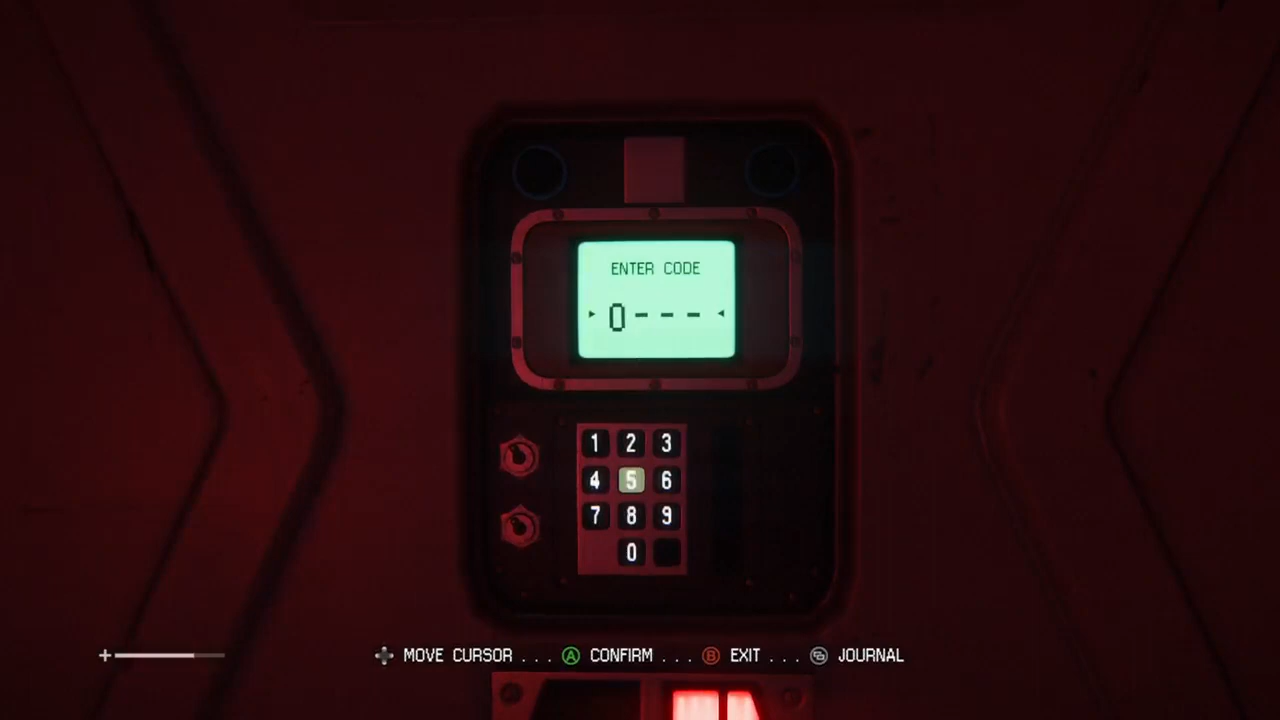 ENTER CODE
0---
1 2 3
4 5 6
7 8 9
0
MOVE CURSOR ... A CONFIRM ... B EXIT ... JOURNAL